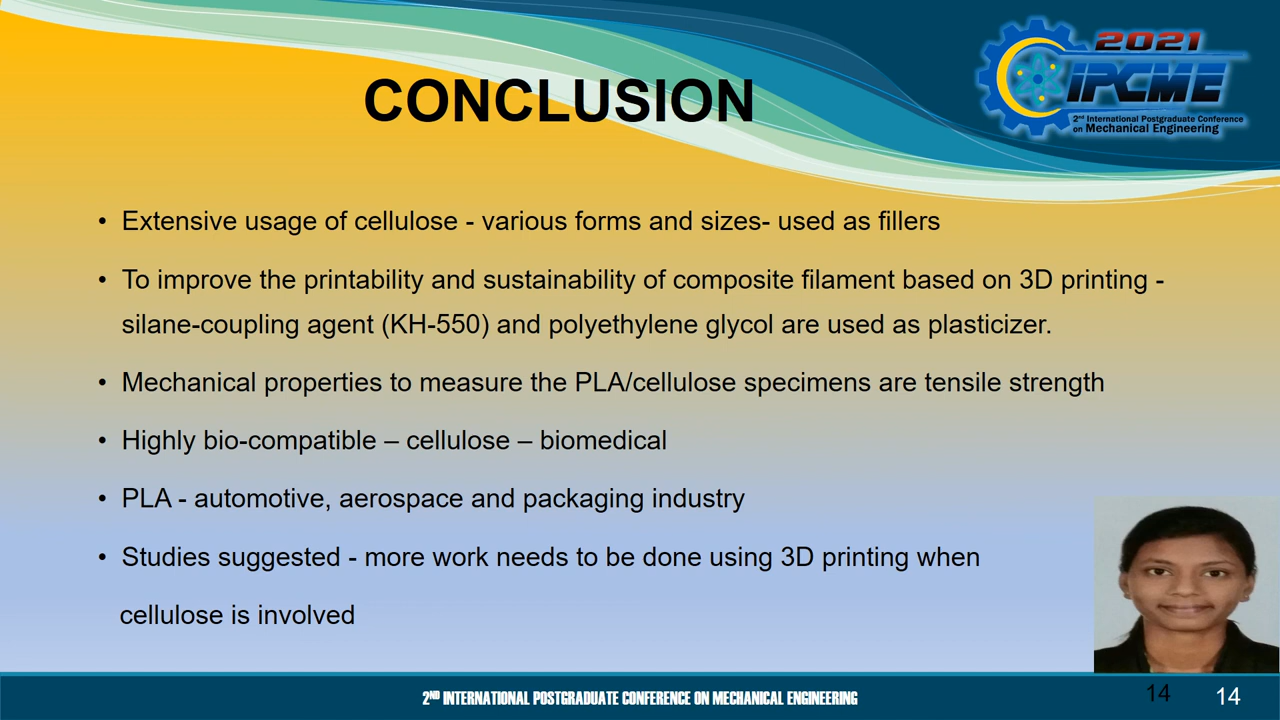 2021
IPCME
2nd International Postgraduate Conference
on Mechanical Engineering
CONCLUSION
• Extensive usage of cellulose - various forms and sizes- used as fillers
• To improve the printability and sustainability of composite filament based on 3D printing -
silane-coupling agent (KH-550) and polyethylene glycol are used as plasticizer.
• Mechanical properties to measure the PLA/cellulose specimens are tensile strength
• Highly bio-compatible – cellulose – biomedical
• PLA - automotive, aerospace and packaging industry
• Studies suggested - more work needs to be done using 3D printing when
cellulose is involved
2ND INTERNATIONAL POSTGRADUATE CONFERENCE ON MECHANICAL ENGINEERING
14 14